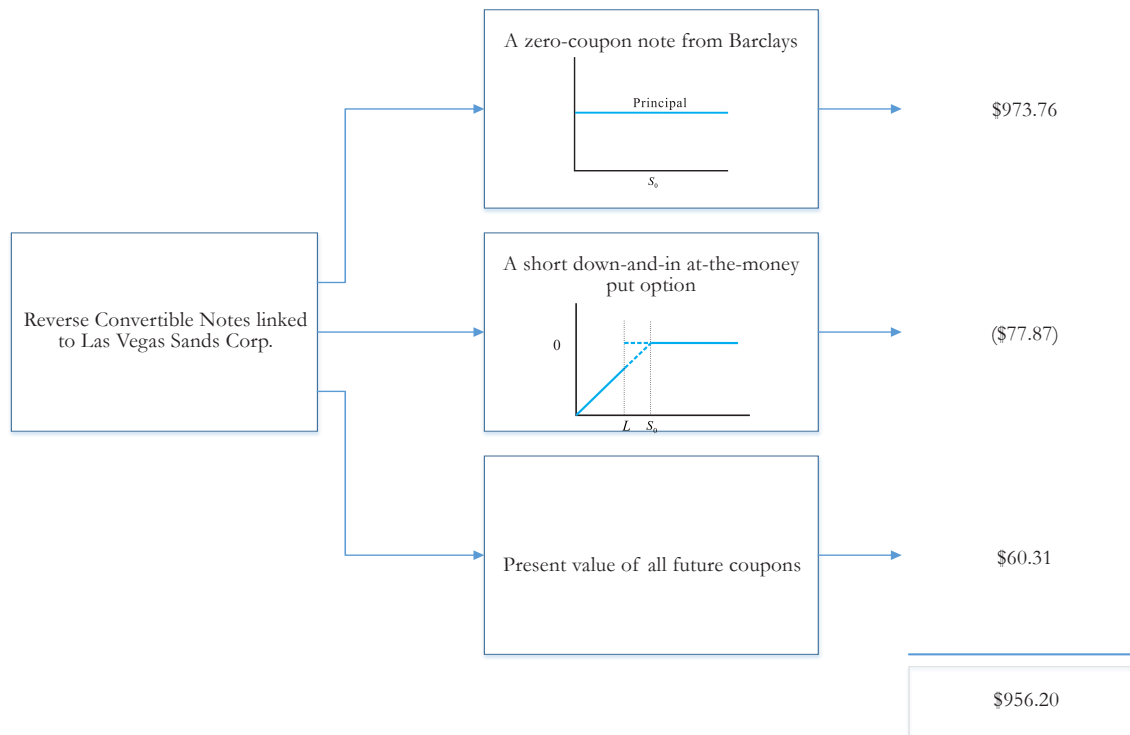 A zero-coupon note from Barclays
Principal
S₀
$973.76
Reverse Convertible Notes linked
to Las Vegas Sands Corp.
A short down-and-in at-the-money
put option
0
L S₀
($77.87)
Present value of all future coupons
$60.31
$956.20